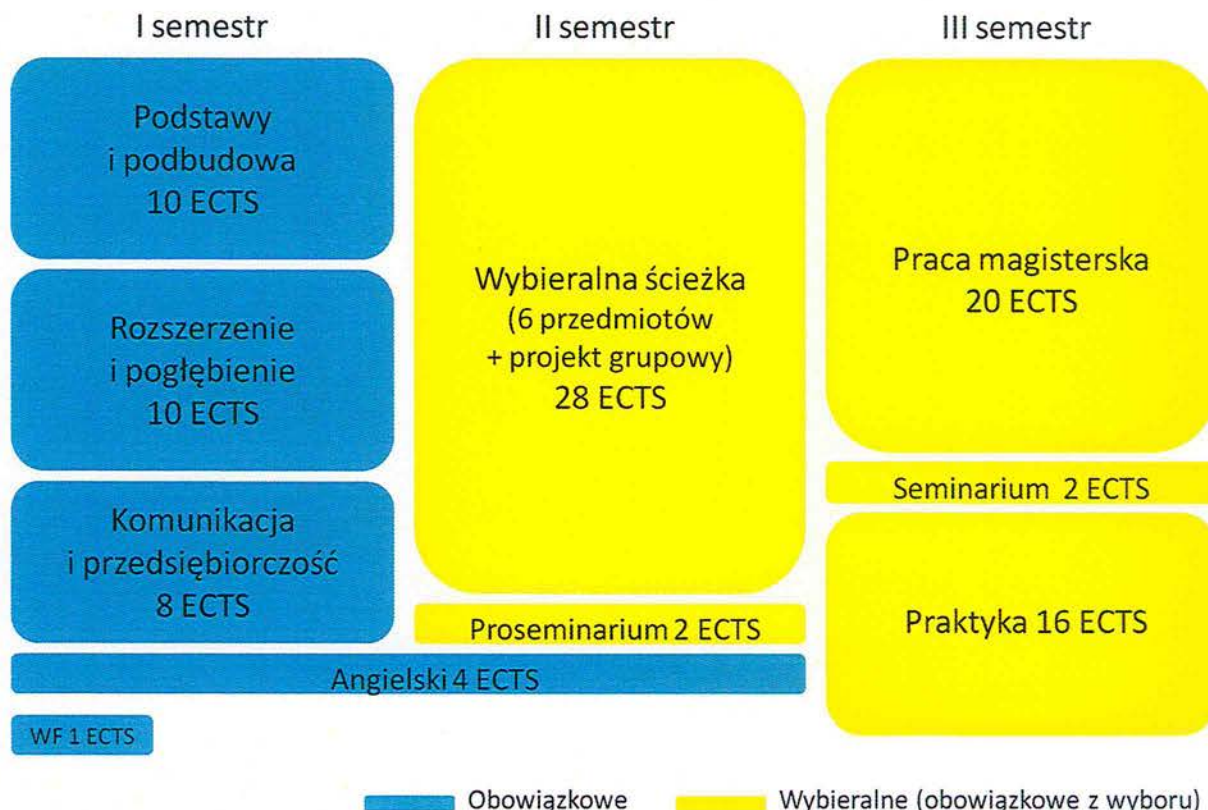 I semestr
II semestr
III semestr
Podstawy
i podbudowa
10 ECTS
Rozszerzenie
i pogłębienie
10 ECTS
Komunikacja
i przedsiębiorczość
8 ECTS
Wybieralna ścieżka
(6 przedmiotów
+ projekt grupowy)
28 ECTS
Proseminarium 2 ECTS
Praca magisterska
20 ECTS
Seminarium 2 ECTS
Praktyka 16 ECTS
Angielski 4 ECTS
WF 1 ECTS
Obowiązkowe
Wybieralne (obowiązkowe z wyboru)